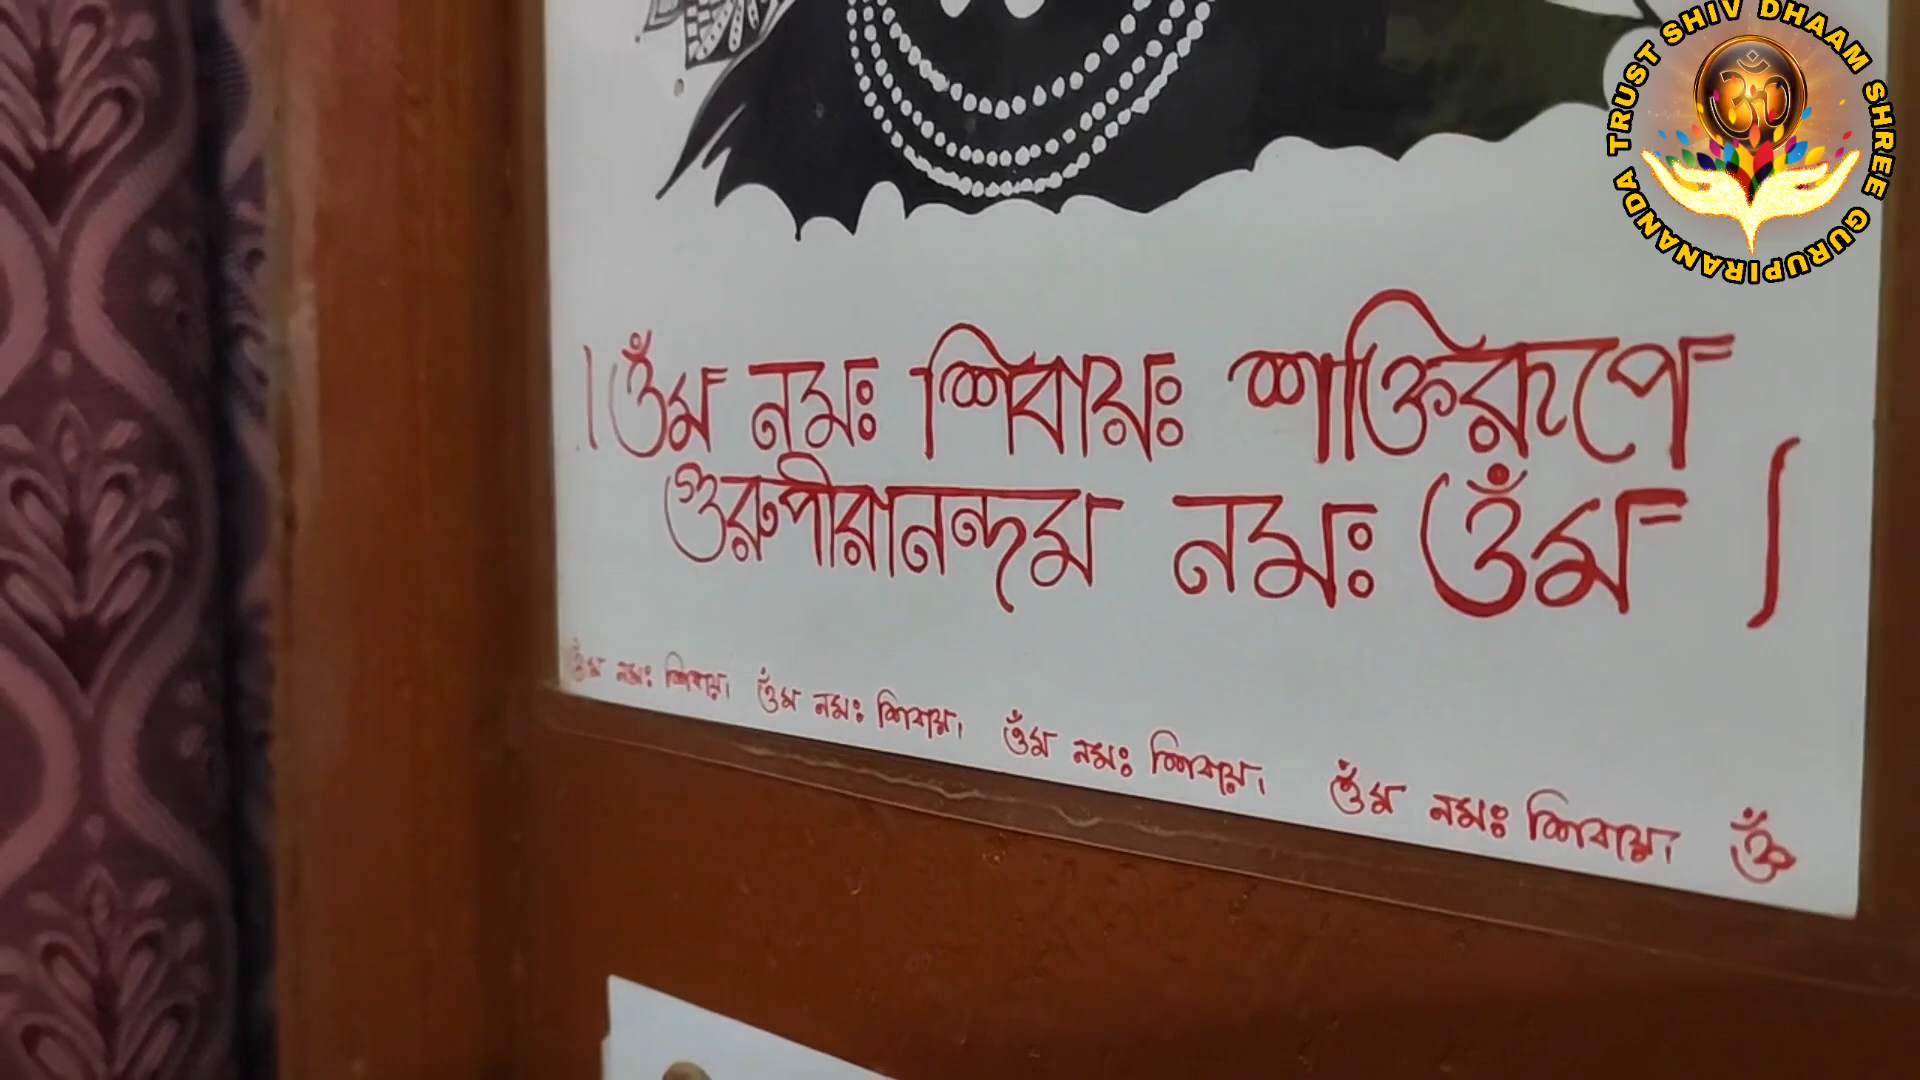 TRUST SHIV DHAAM SHREE GURUPIRANANDA
। ওঁম নমঃ শিবায়ঃ শক্তিরূপে
গুরুপীরানন্দম নমঃ ওঁম ।
ওঁম নমঃ শিবায়। ওঁম নমঃ শিবায়। ওঁম নমঃ শিবায়। ওঁম নমঃ শিবায়। ওঁ